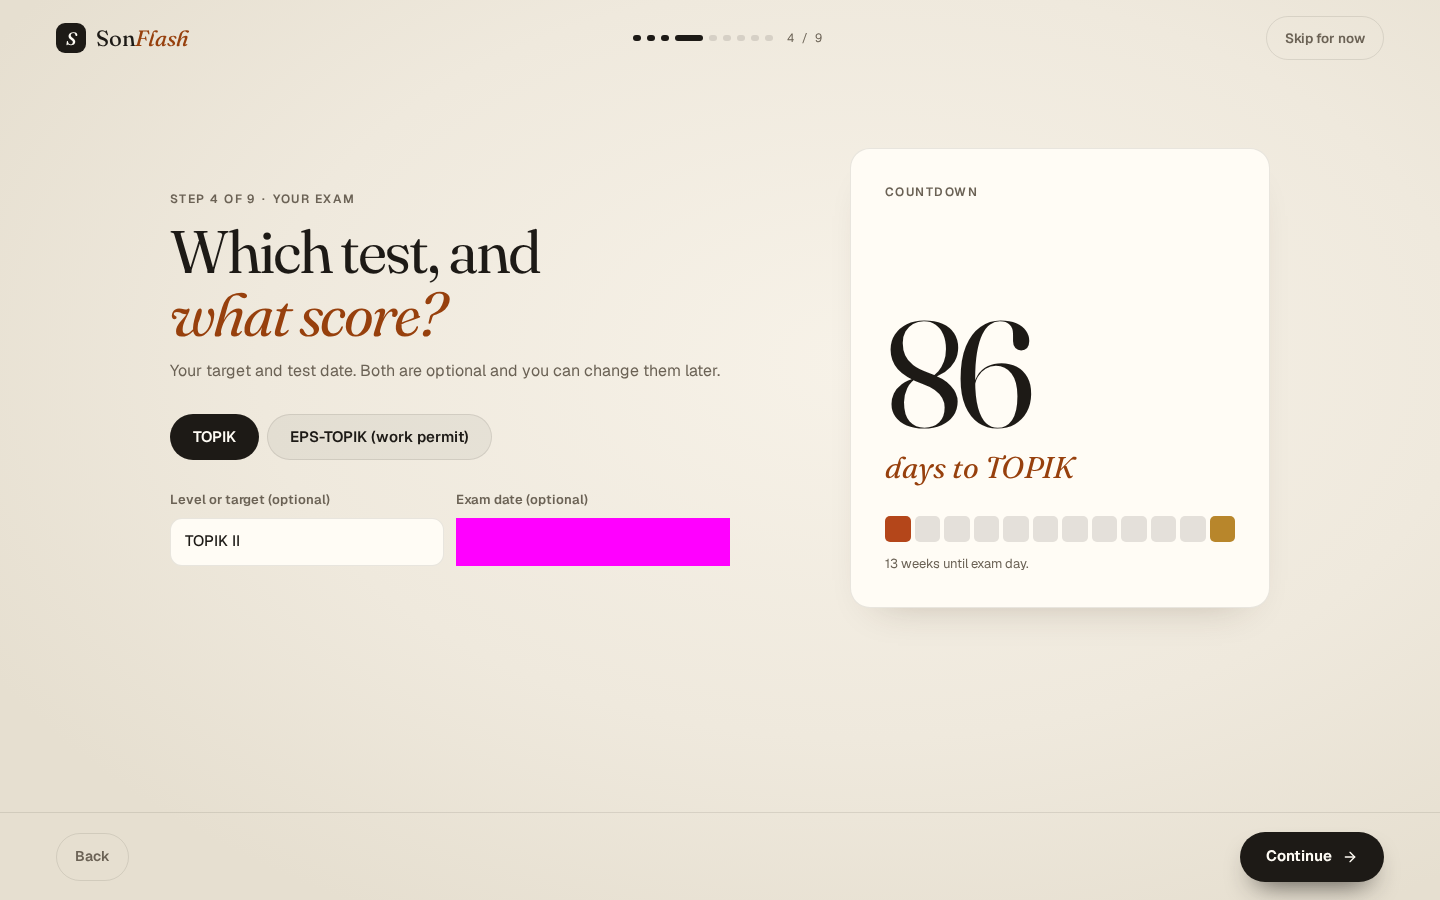 S SonFlash
4 / 9
Skip for now
STEP 4 OF 9 · YOUR EXAM
Which test, and
what score?
Your target and test date. Both are optional and you can change them later.
TOPIK
EPS-TOPIK (work permit)
Level or target (optional)
TOPIK II
Exam date (optional)
COUNTDOWN
86
days to TOPIK
13 weeks until exam day.
Back
Continue →